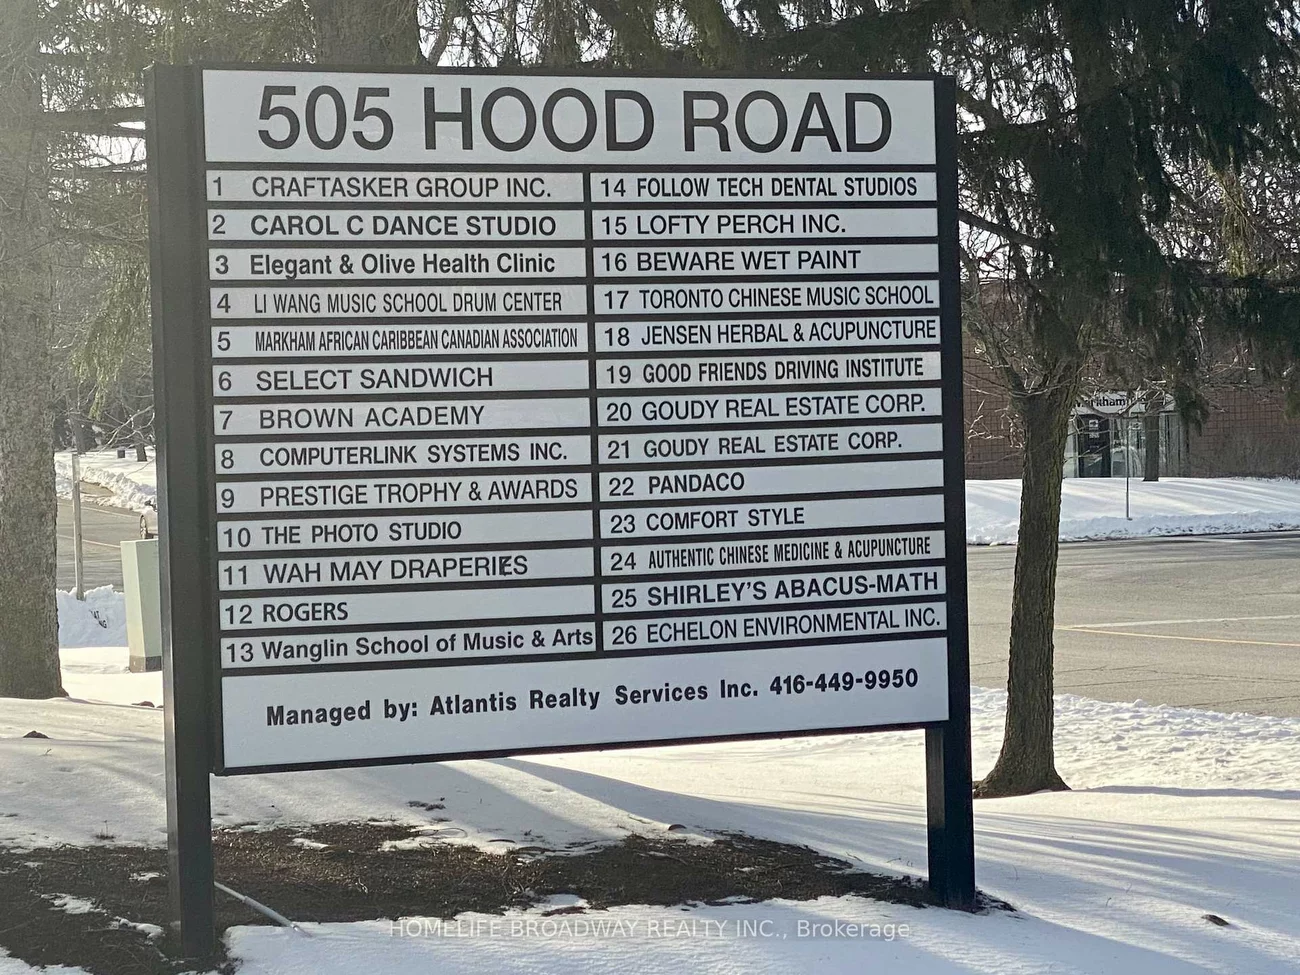 505 HOOD ROAD
1 CRAFTASKER GROUP INC.
2 CAROL C DANCE STUDIO
3 Elegant & Olive Health Clinic
4 LI WANG MUSIC SCHOOL DRUM CENTER
5 MARKHAM AFRICAN CARIBBEAN CANADIAN ASSOCIATION
6 SELECT SANDWICH
7 BROWN ACADEMY
8 COMPUTERLINK SYSTEMS INC.
9 PRESTIGE TROPHY & AWARDS
10 THE PHOTO STUDIO
11 WAH MAY DRAPERIES
12 ROGERS
13 Wanglin School of Music & Arts
14 FOLLOW TECH DENTAL STUDIOS
15 LOFTY PERCH INC.
16 BEWARE WET PAINT
17 TORONTO CHINESE MUSIC SCHOOL
18 JENSEN HERBAL & ACUPUNCTURE
19 GOOD FRIENDS DRIVING INSTITUTE
20 GOUDY REAL ESTATE CORP.
21 GOUDY REAL ESTATE CORP.
22 PANDACO
23 COMFORT STYLE
24 AUTHENTIC CHINESE MEDICINE & ACUPUNCTURE
25 SHIRLEY'S ABACUS-MATH
26 ECHELON ENVIRONMENTAL INC.
Managed by: Atlantis Realty Services Inc. 416-449-9950
HOMELIFE BROADWAY REALTY INC., Brokerage